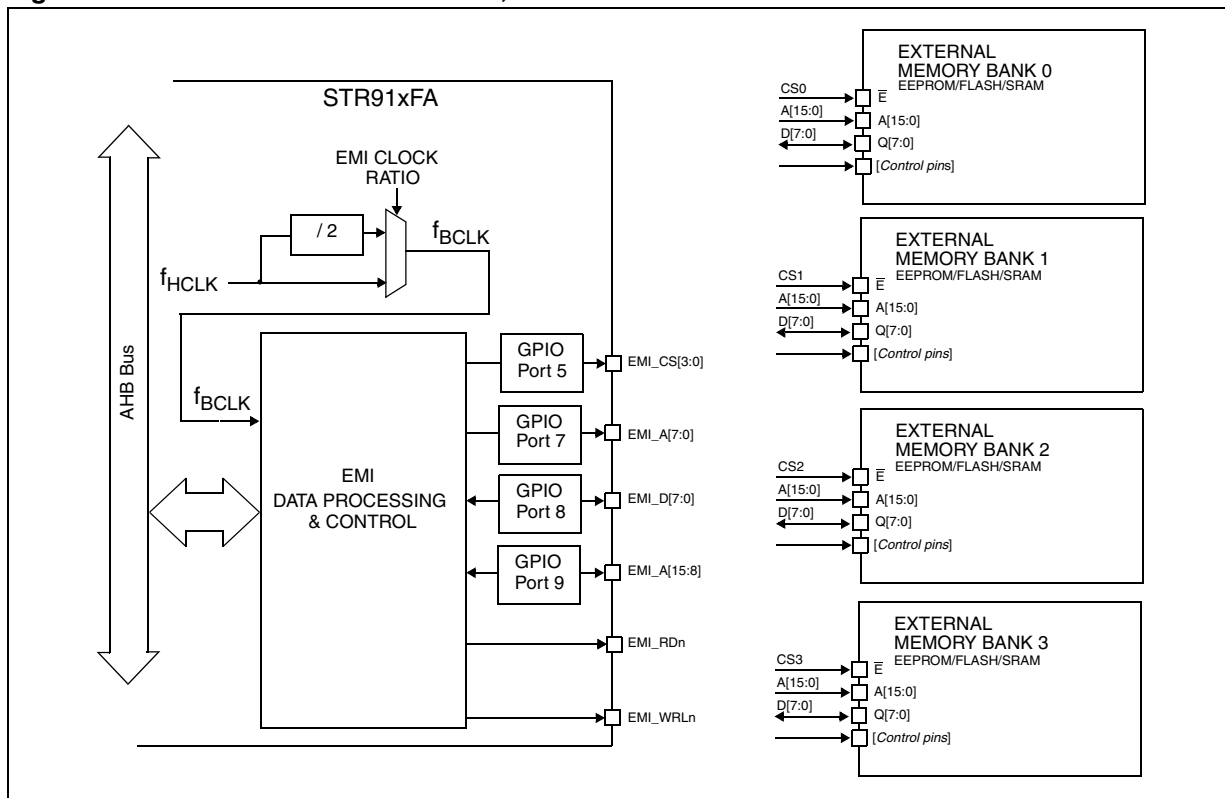 STR91xFA
EMI CLOCK
RATIO
/ 2
fBCLK
fHCLK
AHB Bus
fBCLK
EMI
DATA PROCESSING
& CONTROL
GPIO
Port 5
EMI_CS[3:0]
GPIO
Port 7
EMI_A[7:0]
GPIO
Port 8
EMI_D[7:0]
GPIO
Port 9
EMI_A[15:8]
EMI_RDn
EMI_WRLn
EXTERNAL
MEMORY BANK 0
EEPROM/FLASH/SRAM
CS0
E
A[15:0]
A[15:0]
D[7:0]
Q[7:0]
[Control pins]
EXTERNAL
MEMORY BANK 1
EEPROM/FLASH/SRAM
CS1
E
A[15:0]
A[15:0]
D[7:0]
Q[7:0]
[Control pins]
EXTERNAL
MEMORY BANK 2
EEPROM/FLASH/SRAM
CS2
E
A[15:0]
A[15:0]
D[7:0]
Q[7:0]
[Control pins]
EXTERNAL
MEMORY BANK 3
EEPROM/FLASH/SRAM
CS3
E
A[15:0]
A[15:0]
D[7:0]
Q[7:0]
[Control pins]